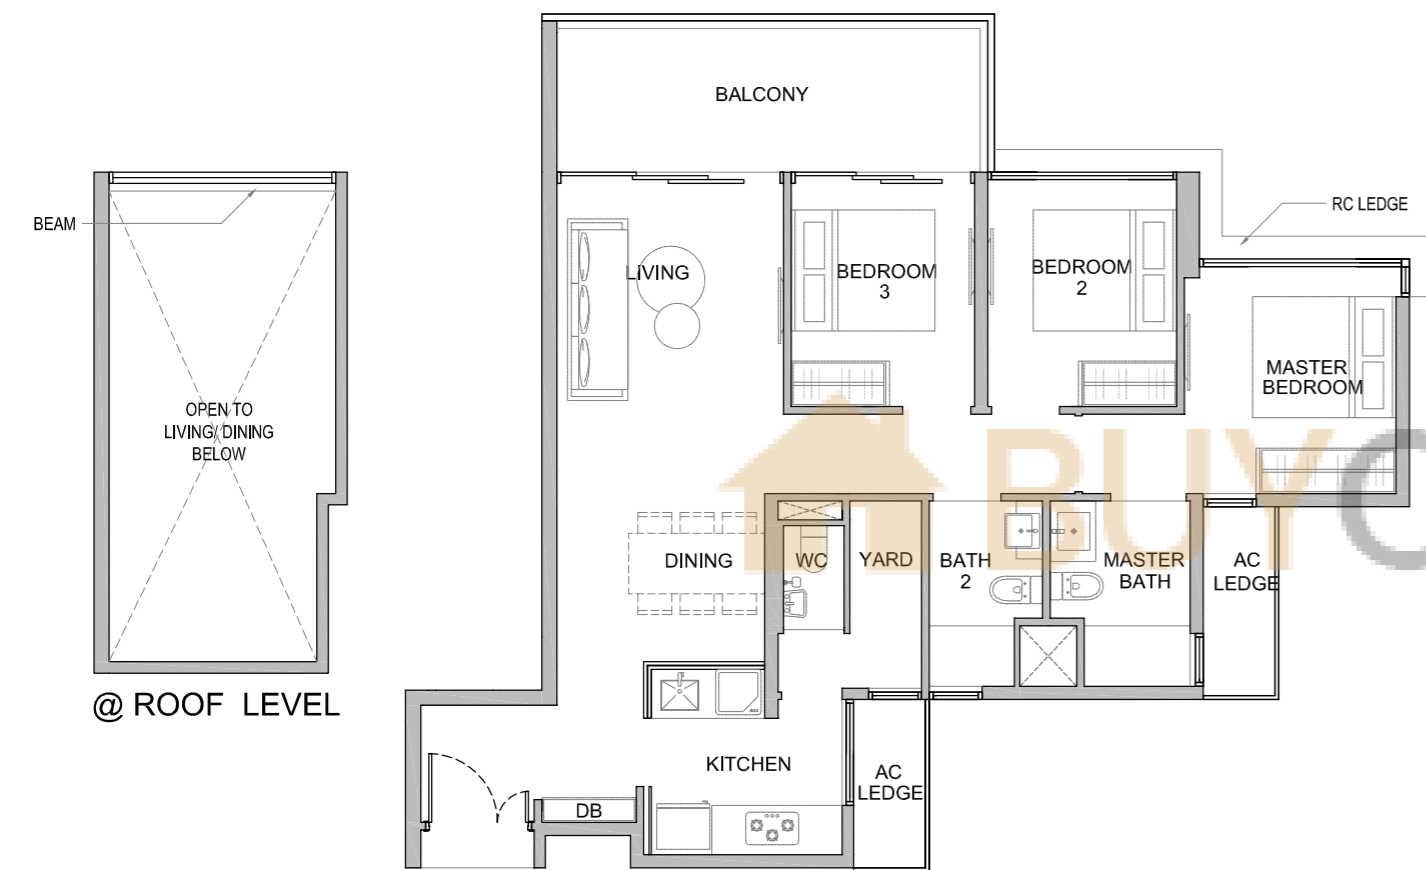 BALCONY
BEAM
RC LEDGE
LIVING
BEDROOM
3
BEDROOM
2
MASTER
BEDROOM
OPEN TO
LIVING/ DINING
BELOW
BUYC
DINING
WC
YARD
BATH
2
MASTER
BATH
AC
LEDGE
@ ROOF LEVEL
KITCHEN
AC
LEDGE
DB